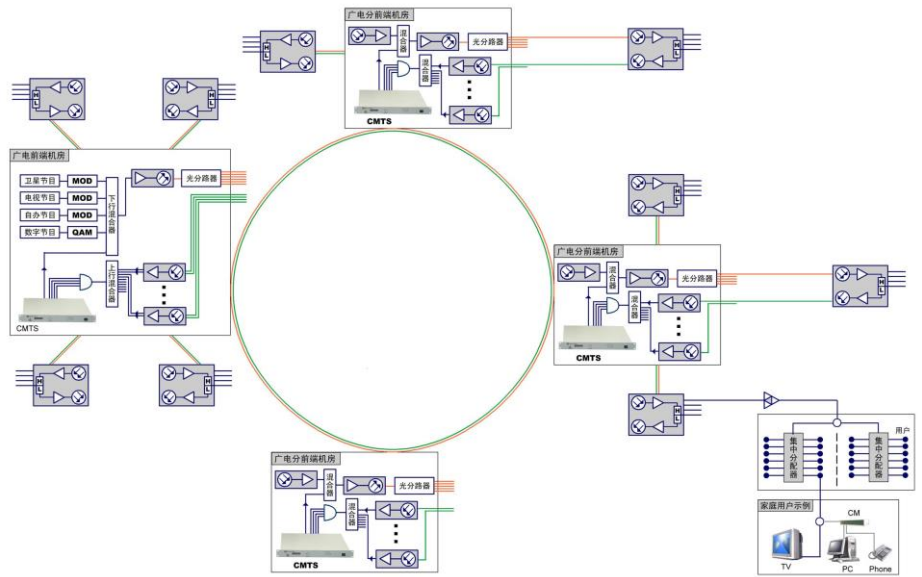 广电分前端机房
混合器
光分路器
混合器
CMTS
H
L
H
L
H
L
H
L
广电前端机房
卫星节目
MOD
电视节目
MOD
自办节目
MOD
数字节目
QAM
下行混合器
光分路器
上行混合器
CMTS
H
L
H
L
H
L
广电分前端机房
混合器
光分路器
混合器
CMTS
H
L
H
L
H
L
H
L
广电分前端机房
混合器
光分路器
混合器
CMTS
用户
集中分配器
集中分配器
家庭用户示例
CM
TV
PC
Phone